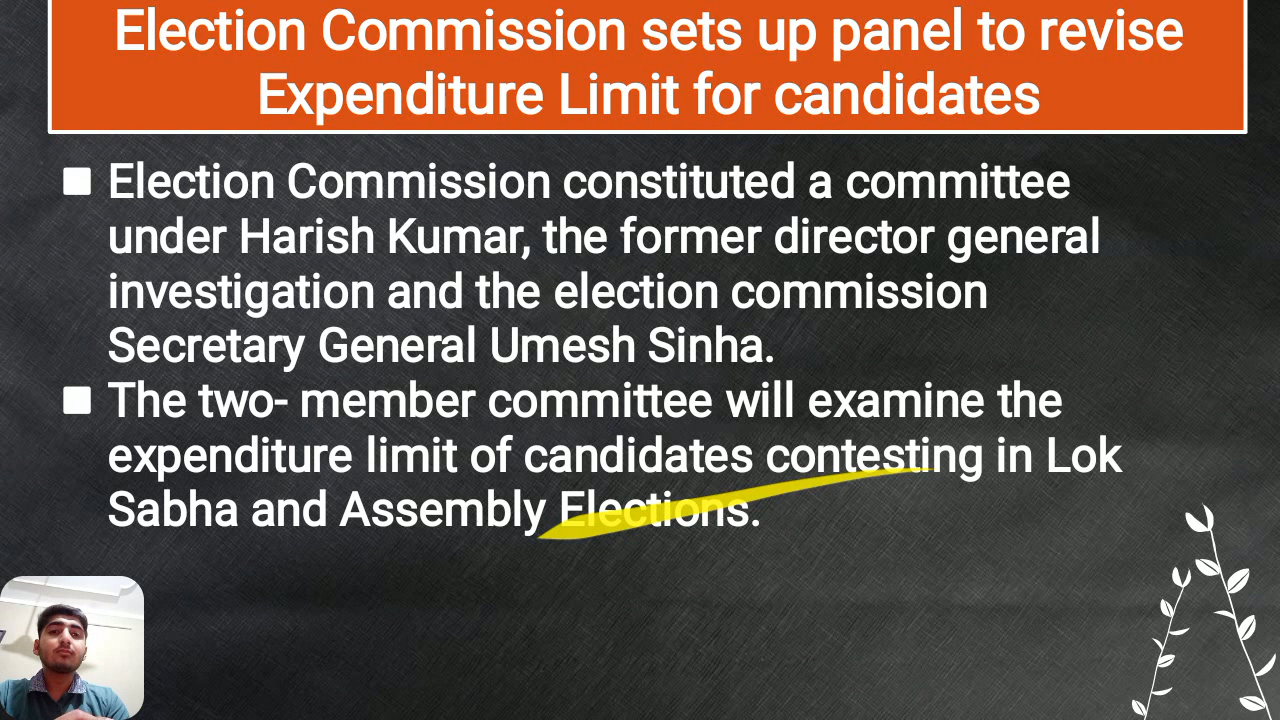 Election Commission sets up panel to revise
Expenditure Limit for candidates
Election Commission constituted a committee
under Harish Kumar, the former director general
investigation and the election commission
Secretary General Umesh Sinha.
The two- member committee will examine the
expenditure limit of candidates contesting in Lok
Sabha and Assembly Elections.